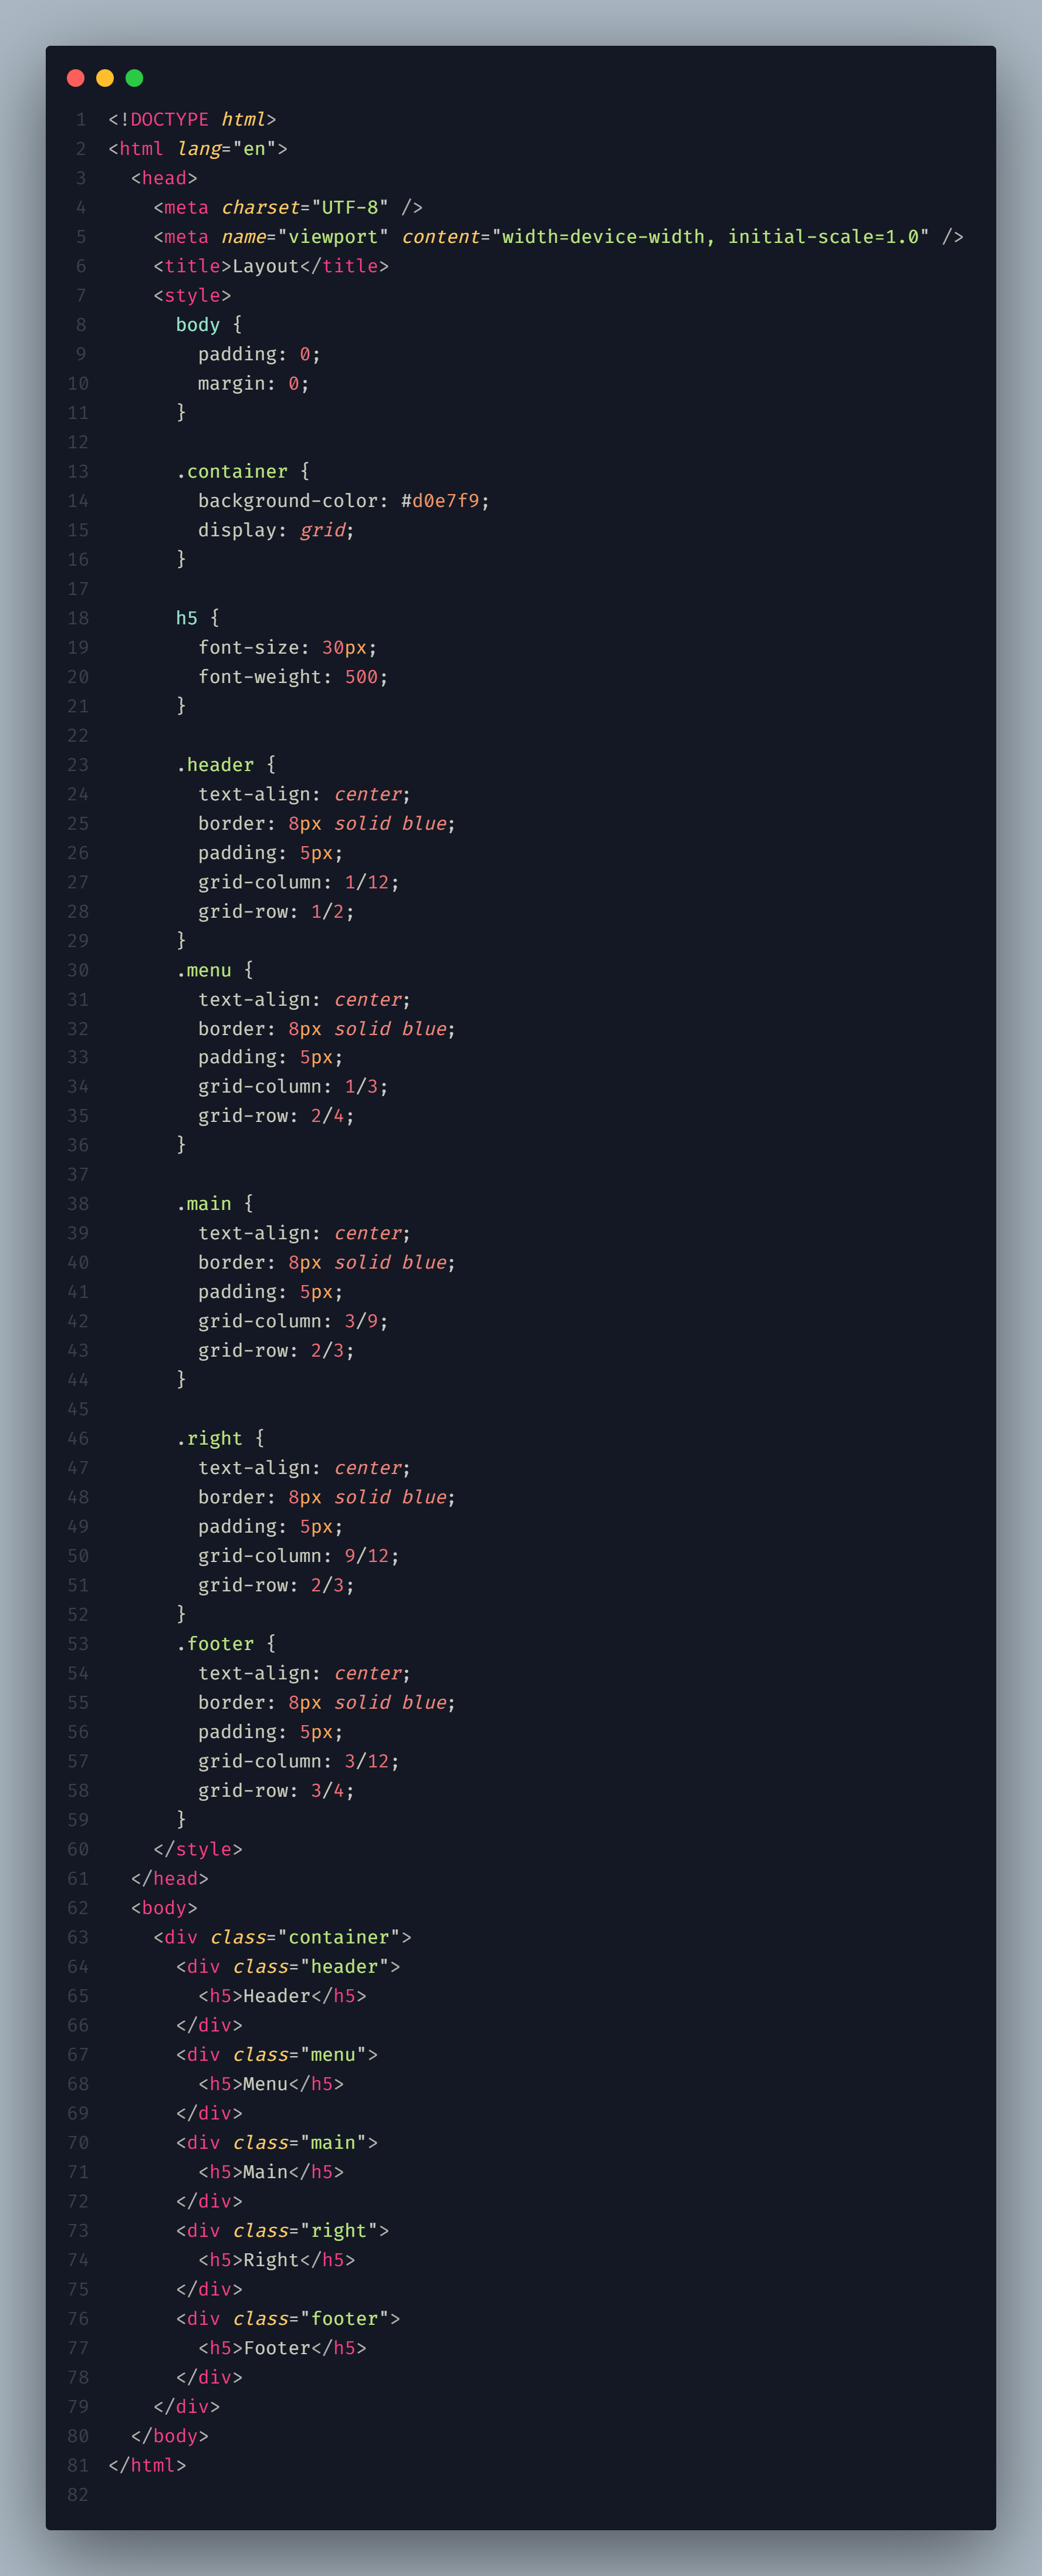 1 <!DOCTYPE html>
2 <html lang="en">
3   <head>
4     <meta charset="UTF-8" />
5     <meta name="viewport" content="width=device-width, initial-scale=1.0" />
6     <title>Layout</title>
7     <style>
8       body {
9         padding: 0;
10         margin: 0;
11       }
12
13       .container {
14         background-color: #d0e7f9;
15         display: grid;
16       }
17
18       h5 {
19         font-size: 30px;
20         font-weight: 500;
21       }
22
23       .header {
24         text-align: center;
25         border: 8px solid blue;
26         padding: 5px;
27         grid-column: 1/12;
28         grid-row: 1/2;
29       }
30       .menu {
31         text-align: center;
32         border: 8px solid blue;
33         padding: 5px;
34         grid-column: 1/3;
35         grid-row: 2/4;
36       }
37
38       .main {
39         text-align: center;
40         border: 8px solid blue;
41         padding: 5px;
42         grid-column: 3/9;
43         grid-row: 2/3;
44       }
45
46       .right {
47         text-align: center;
48         border: 8px solid blue;
49         padding: 5px;
50         grid-column: 9/12;
51         grid-row: 2/3;
52       }
53       .footer {
54         text-align: center;
55         border: 8px solid blue;
56         padding: 5px;
57         grid-column: 3/12;
58         grid-row: 3/4;
59       }
60     </style>
61   </head>
62   <body>
63     <div class="container">
64       <div class="header">
65         <h5>Header</h5>
66       </div>
67       <div class="menu">
68         <h5>Menu</h5>
69       </div>
70       <div class="main">
71         <h5>Main</h5>
72       </div>
73       <div class="right">
74         <h5>Right</h5>
75       </div>
76       <div class="footer">
77         <h5>Footer</h5>
78       </div>
79     </div>
80   </body>
81 </html>
82